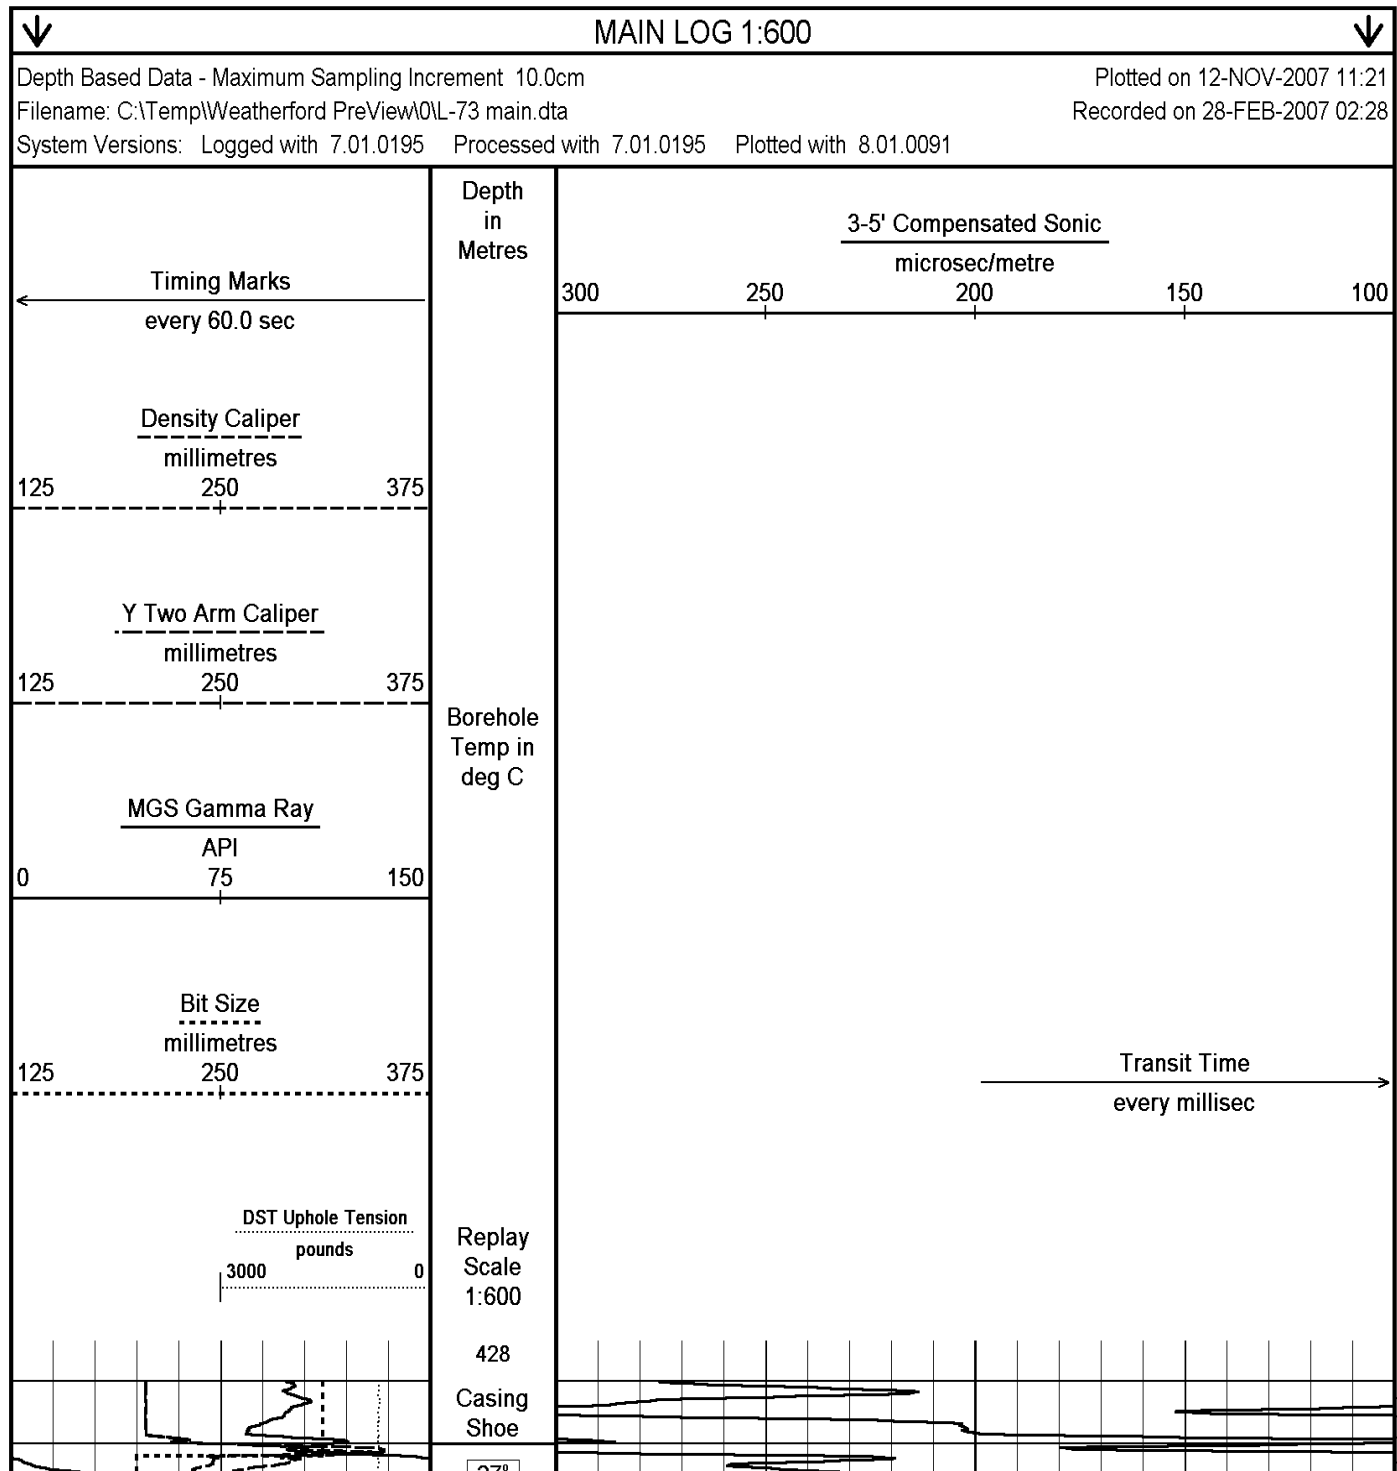 MAIN LOG 1:600
Depth Based Data - Maximum Sampling Increment 10.0cm
Plotted on 12-NOV-2007 11:21
Filename: C:\Temp\Weatherford PreView\0\L-73 main.dta
Recorded on 28-FEB-2007 02:28
System Versions: Logged with 7.01.0195 Processed with 7.01.0195 Plotted with 8.01.0091
Timing Marks
every 60.0 sec
Density Caliper
millimetres
125 250 375
Y Two Arm Caliper
millimetres
125 250 375
MGS Gamma Ray
API
0 75 150
Bit Size
millimetres
125 250 375
DST Uphole Tension
pounds
3000 0
Depth
in
Metres
Borehole
Temp in
deg C
Replay
Scale
1:600
428
Casing
Shoe
3-5' Compensated Sonic
microsec/metre
300 250 200 150 100
Transit Time
every millisec